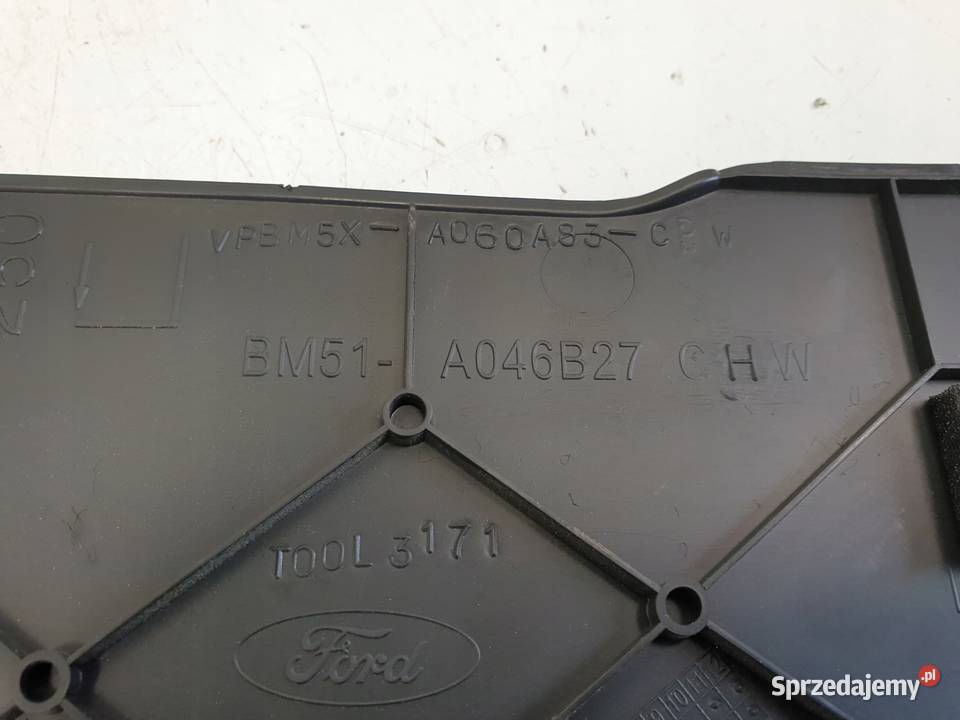 VPBM5X- A060A83-C W
BM51- A046B27 CHW
TOOL 3171
Ford
Sprzedajemy.pl